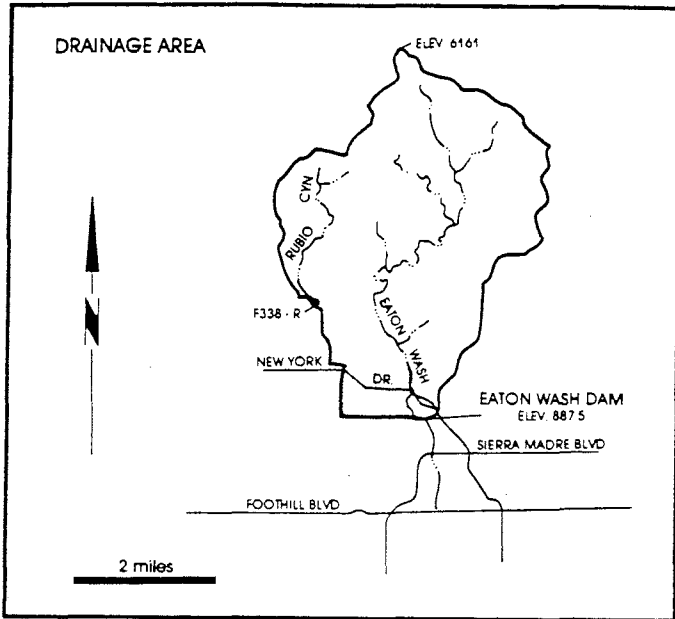 DRAINAGE AREA
ELEV 6161
RUBIO CYN
F338 - R
EATON WASH
NEW YORK DR.
EATON WASH DAM
ELEV. 887 5
SIERRA MADRE BLVD
FOOTHILL BLVD
N
2 miles